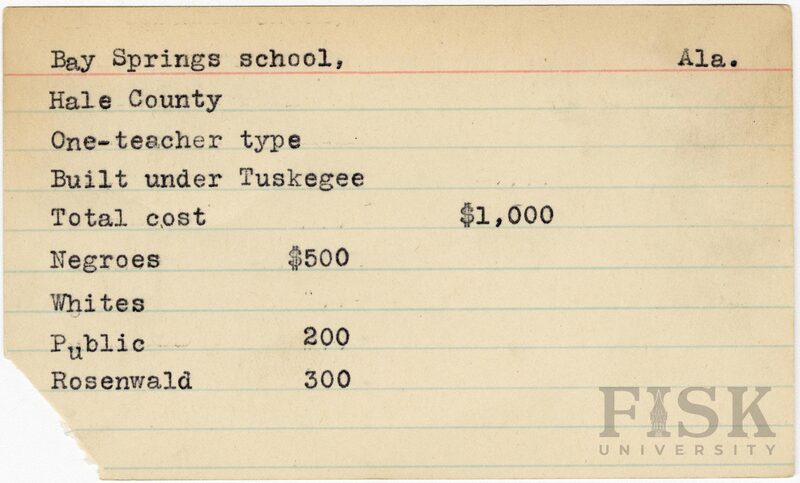 Bay Springs school, Ala.
Hale County
One-teacher type
Built under Tuskegee
Total cost $1,000
Negroes $500
Whites
Public 200
Rosenwald 300
FISK
UNIVERSITY